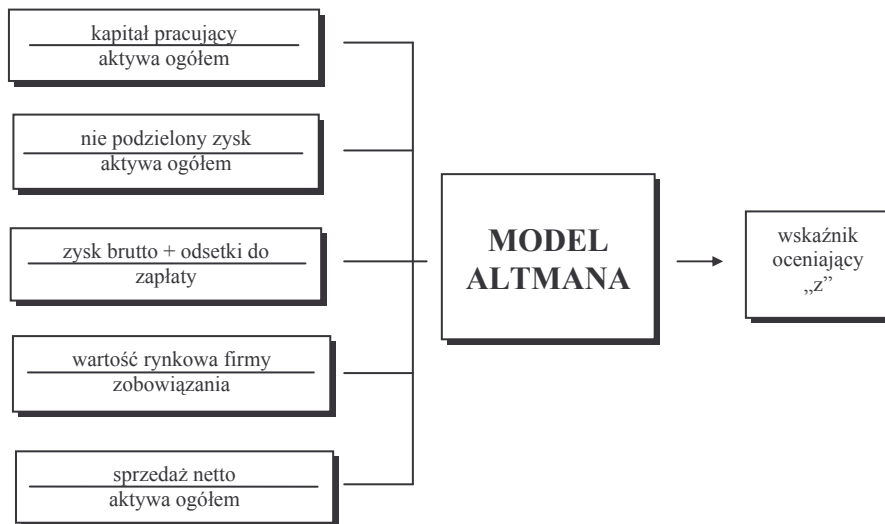 kapitał pracujący
aktywa ogółem
nie podzielony zysk
aktywa ogółem
zysk brutto + odsetki do
zapłaty
wartość rynkowa firmy
zobowiązania
sprzedaż netto
aktywa ogółem
MODEL
ALTMANA
wskaźnik
oceniający
„z”